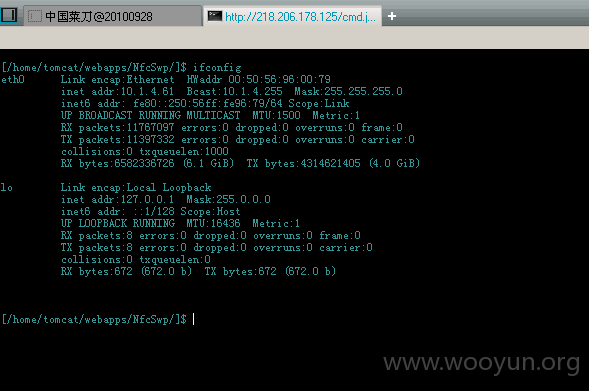 中国菜刀@20100928
http://218.206.178.125/cmd.j...
[/home/tomcat/webapps/NfcSwp/]$ ifconfig
eth0 Link encap:Ethernet HWaddr 00:50:56:96:00:79
inet addr:10.1.4.61 Bcast:10.1.4.255 Mask:255.255.255.0
inet6 addr: fe80::250:56ff:fe96:79/64 Scope:Link
UP BROADCAST RUNNING MULTICAST MTU:1500 Metric:1
RX packets:11767097 errors:0 dropped:0 overruns:0 frame:0
TX packets:11397332 errors:0 dropped:0 overruns:0 carrier:0
collisions:0 txqueuelen:1000
RX bytes:6582336726 (6.1 GiB) TX bytes:4314621405 (4.0 GiB)
lo Link encap:Local Loopback
inet addr:127.0.0.1 Mask:255.0.0.0
inet6 addr: ::1/128 Scope:Host
UP LOOPBACK RUNNING MTU:16436 Metric:1
RX packets:8 errors:0 dropped:0 overruns:0 frame:0
TX packets:8 errors:0 dropped:0 overruns:0 carrier:0
collisions:0 txqueuelen:0
RX bytes:672 (672.0 b) TX bytes:672 (672.0 b)
[/home/tomcat/webapps/NfcSwp/]$
www.wooyun.org